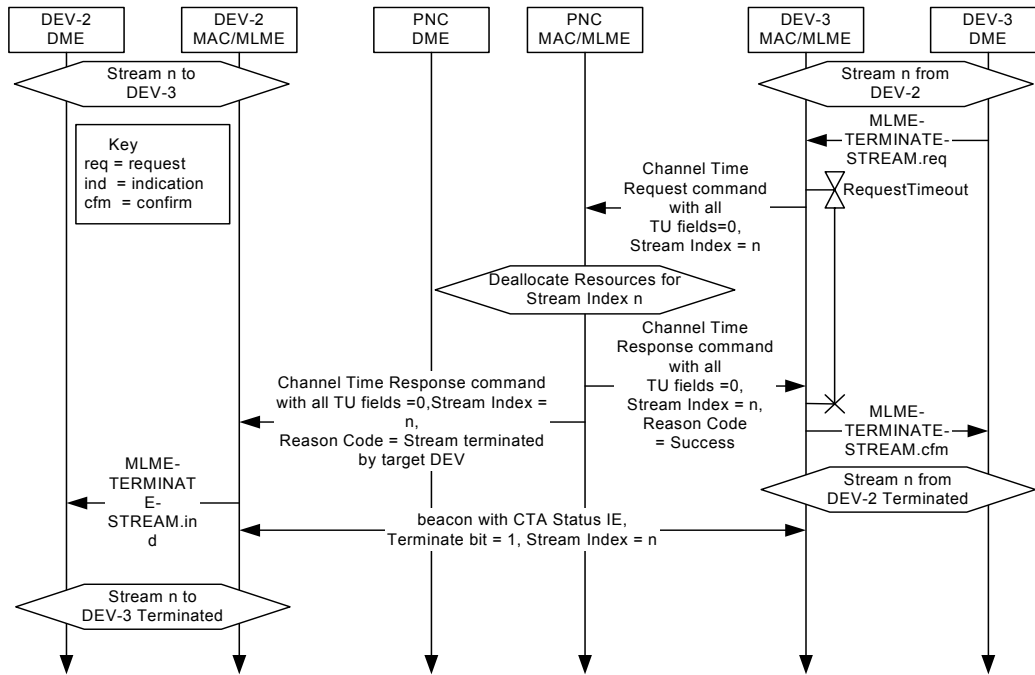 DEV-2
DME
DEV-2
MAC/MLME
PNC
DME
PNC
MAC/MLME
DEV-3
MAC/MLME
DEV-3
DME
Stream n to
DEV-3
Stream n from
DEV-2
Key
req = request
ind = indication
cfm = confirm
MLME-
TERMINATE-
STREAM.req
RequestTimeout
Channel Time
Request command
with all
TU fields=0,
Stream Index = n
Deallocate Resources for
Stream Index n
Channel Time
Response command
with all
TU fields =0,
Stream Index = n,
Reason Code
= Success
Channel Time Response command
with all TU fields =0,Stream Index =
n,
Reason Code = Stream terminated
by target DEV
MLME-
TERMINATE-
STREAM.cfm
Stream n from
DEV-2 Terminated
MLME-
TERMINAT
E-
STREAM.in
d
beacon with CTA Status IE,
Terminate bit = 1, Stream Index = n
Stream n to
DEV-3 Terminated